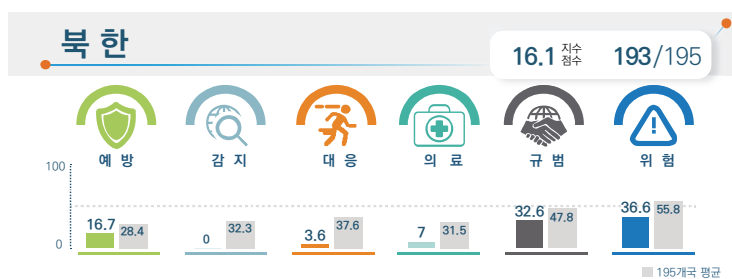 북한
16.1 지수 점수 193/195
예방 감지 대응 의료 규범 위험
100
0
16.7 28.4
0 32.3
3.6 37.6
7 31.5
32.6 47.8
36.6 55.8
195개국 평균